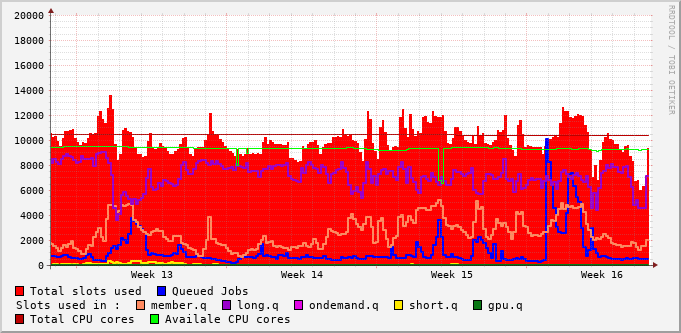 20000
18000
16000
14000
12000
10000
8000
6000
4000
2000
0
Week 13 Week 14 Week 15 Week 16
Total slots used Queued Jobs
Slots used in : member.q long.q ondemand.q short.q gpu.q
Total CPU cores Availale CPU cores
RRDTOOL / TOBI OETIKER